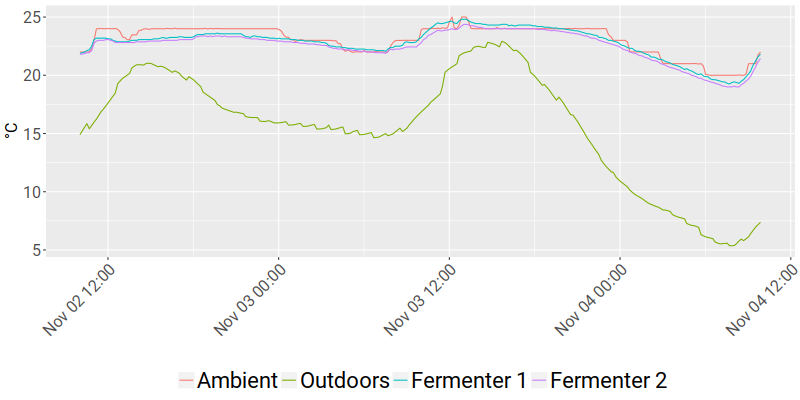 25
20
15
10
5
°C
Nov 02 12:00
Nov 03 00:00
Nov 03 12:00
Nov 04 00:00
Nov 04 12:00
Ambient Outdoors Fermenter 1 Fermenter 2